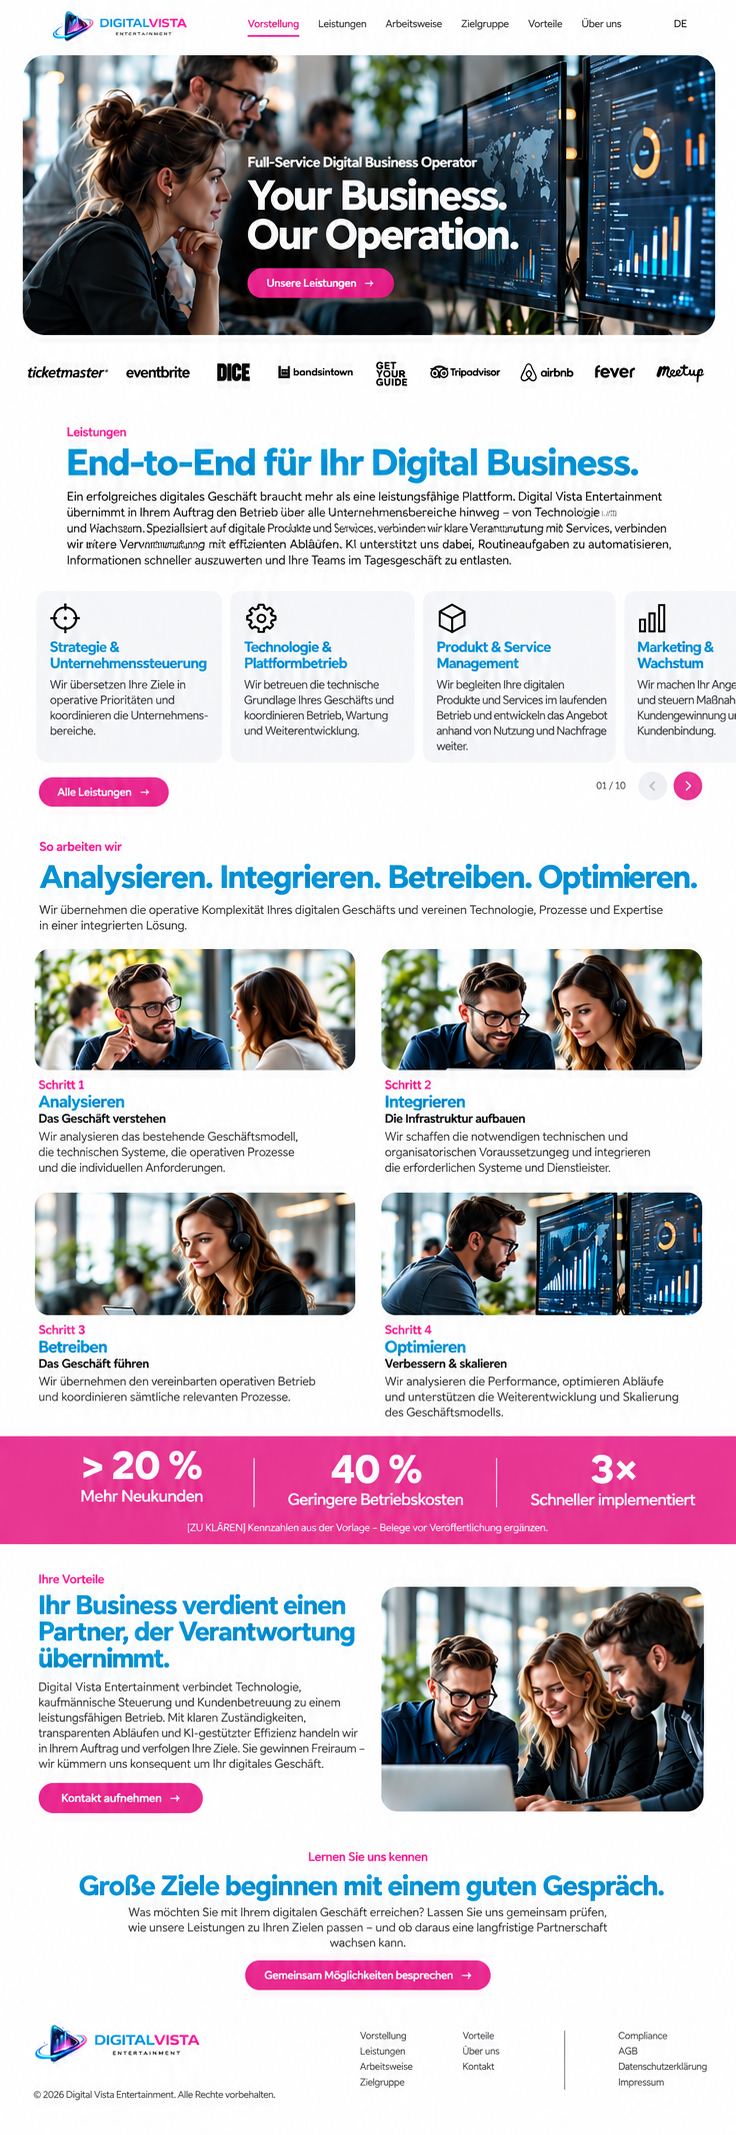 DIGITALVISTA
ENTERTAINMENT
Vorstellung Leistungen Arbeitsweise Zielgruppe Vorteile Über uns DE
Full-Service Digital Business Operator
Your Business.
Our Operation.
Unsere Leistungen →
ticketmaster® eventbrite DICE bandsintown GET YOUR GUIDE Tripadvisor airbnb fever Meetup
Leistungen
End-to-End für Ihr Digital Business.
Ein erfolgreiches digitales Geschäft braucht mehr als eine leistungsfähige Plattform. Digital Vista Entertainment
übernimmt in Ihrem Auftrag den Betrieb über alle Unternehmensbereiche hinweg – von Technologie
und Wachszern. Spezialisiert auf digitale Produkte und Services, verbinden wir klare mit Services, verbinden
wir mit effizienten Abläüfen. KI unterstitzt uns dabei, Routineaufgaben zu automatisieren,
Informationen schneller auszuwerten und Ihre Teams im Tagesgeschäft zu entlasten.
Strategie &
Unternehmenssteuerung
Wir übersetzen Ihre Ziele in
operative Prioritäten und
koordinieren die Unternehmens-
bereiche.
Technologie &
Plattformbetrieb
Wir betreuen die technische
Grundlage Ihres Geschäfts und
koordinieren Betrieb, Wartung
und Weiterentwicklung.
Produkt & Service
Management
Wir begleiten Ihre digitalen
Produkte und Services im laufenden
Betrieb und entwickeln das Angebot
anhand von Nutzung und Nachfrage
weiter.
Marketing &
Wachstum
Wir machen Ihr Ange
und steuern Maßnah
Kundengewinnung u
Kundenbindung.
Alle Leistungen →
01 / 10
So arbeiten wir
Analysieren. Integrieren. Betreiben. Optimieren.
Wir übernehmen die operative Komplexität Ihres digitalen Geschäfts und vereinen Technologie, Prozesse und Expertise
in einer integrierten Lösung.
Schritt 1
Analysieren
Das Geschäft verstehen
Wir analysieren das bestehende Geschäftsmodell,
die technischen Systeme, die operativen Prozesse
und die individuellen Anforderungen.
Schritt 2
Integrieren
Die Infrastruktur aufbauen
Wir schaffen die notwendigen technischen und
organisatorischen Voraussetzungeg und integrieren
die erforderlichen Systeme und Dienstleister.
Schritt 3
Betreiben
Das Geschäft führen
Wir übernehmen den vereinbarten operativen Betrieb
und koordinieren sämtliche relevanten Prozesse.
Schritt 4
Optimieren
Verbessern & skalieren
Wir analysieren die Performance, optimieren Abläufe
und unterstützen die Weiterentwicklung und Skalierung
des Geschäftsmodells.
> 20 %
Mehr Neukunden
40 %
Geringere Betriebskosten
3×
Schneller implementiert
[ZU KLÄREN] Kennzahlen aus der Vorlage – Belege vor Veröffentlichung ergänzen.
Ihre Vorteile
Ihr Business verdient einen
Partner, der Verantwortung
übernimmt.
Digital Vista Entertainment verbindet Technologie,
kaufmännische Steuerung und Kundenbetreuung zu einem
leistungsfähigen Betrieb. Mit klaren Zuständigkeiten,
transparenten Abläufen und KI-gestützter Effizienz handeln wir
in Ihrem Auftrag und verfolgen Ihre Ziele. Sie gewinnen Freiraum –
wir kümmern uns konsequent um Ihr digitales Geschäft.
Kontakt aufnehmen →
Lernen Sie uns kennen
Große Ziele beginnen mit einem guten Gespräch.
Was möchten Sie mit Ihrem digitalen Geschäft erreichen? Lassen Sie uns gemeinsam prüfen,
wie unsere Leistungen zu Ihren Zielen passen – und ob daraus eine langfristige Partnerschaft
wachsen kann.
Gemeinsam Möglichkeiten besprechen →
DIGITALVISTA
ENTERTAINMENT
© 2026 Digital Vista Entertainment. Alle Rechte vorbehalten.
Vorstellung
Leistungen
Arbeitsweise
Zielgruppe
Vorteile
Über uns
Kontakt
Compliance
AGB
Datenschutzerklärung
Impressum